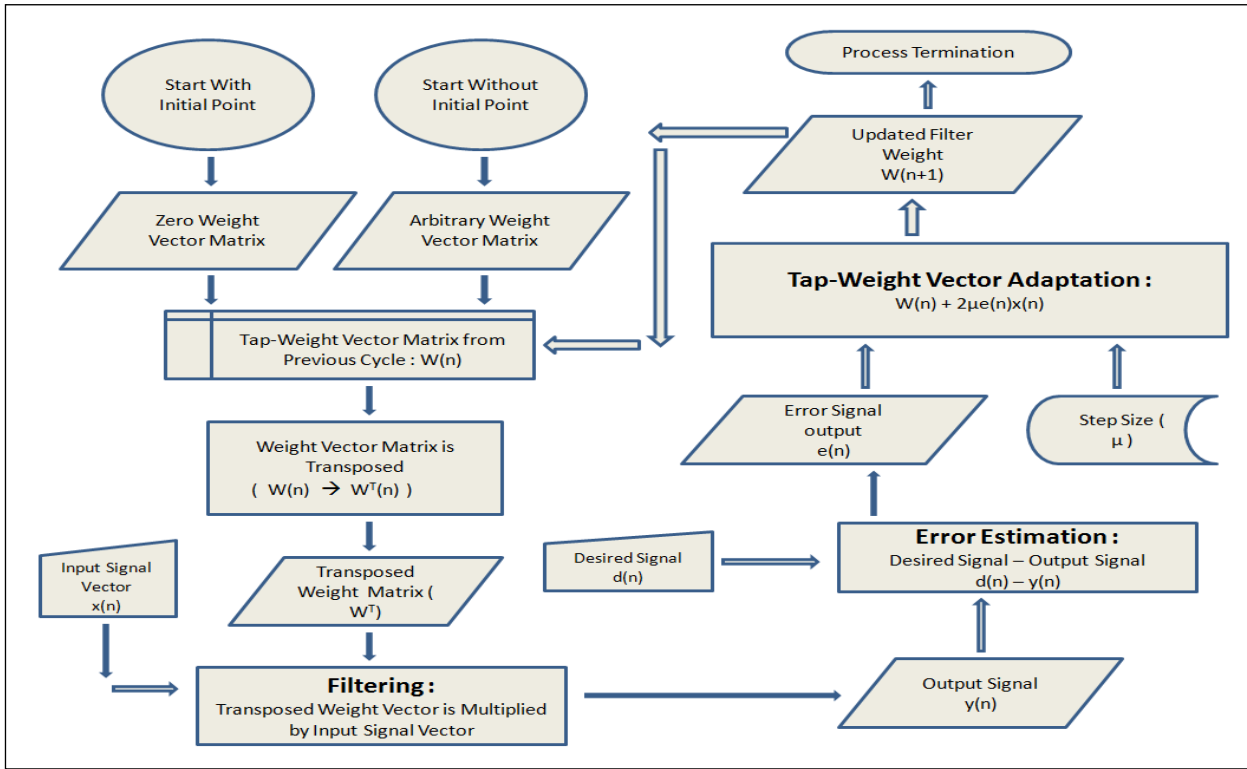 Start With
Initial Point
Start Without
Initial Point
Process Termination
Updated Filter
Weight
W(n+1)
Zero Weight
Vector Matrix
Arbitrary Weight
Vector Matrix
Tap-Weight Vector Adaptation :
W(n) + 2μe(n)x(n)
Tap-Weight Vector Matrix from
Previous Cycle : W(n)
Error Signal
output
e(n)
Step Size (
μ )
Weight Vector Matrix is
Transposed
( W(n) → Wᵀ(n) )
Input Signal
Vector
x(n)
Transposed
Weight Matrix (
Wᵀ)
Desired Signal
d(n)
Error Estimation :
Desired Signal – Output Signal
d(n) – y(n)
Filtering :
Transposed Weight Vector is Multiplied
by Input Signal Vector
Output Signal
y(n)